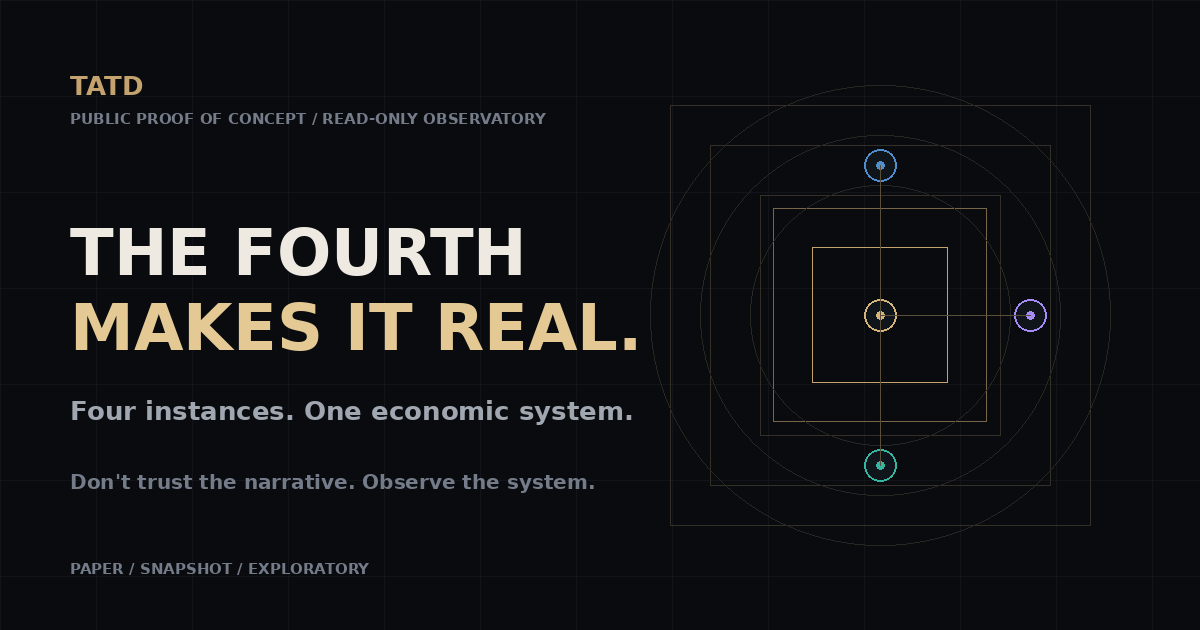 TATD
PUBLIC PROOF OF CONCEPT / READ-ONLY OBSERVATORY
THE FOURTH
MAKES IT REAL.
Four instances. One economic system.
Don't trust the narrative. Observe the system.
PAPER / SNAPSHOT / EXPLORATORY